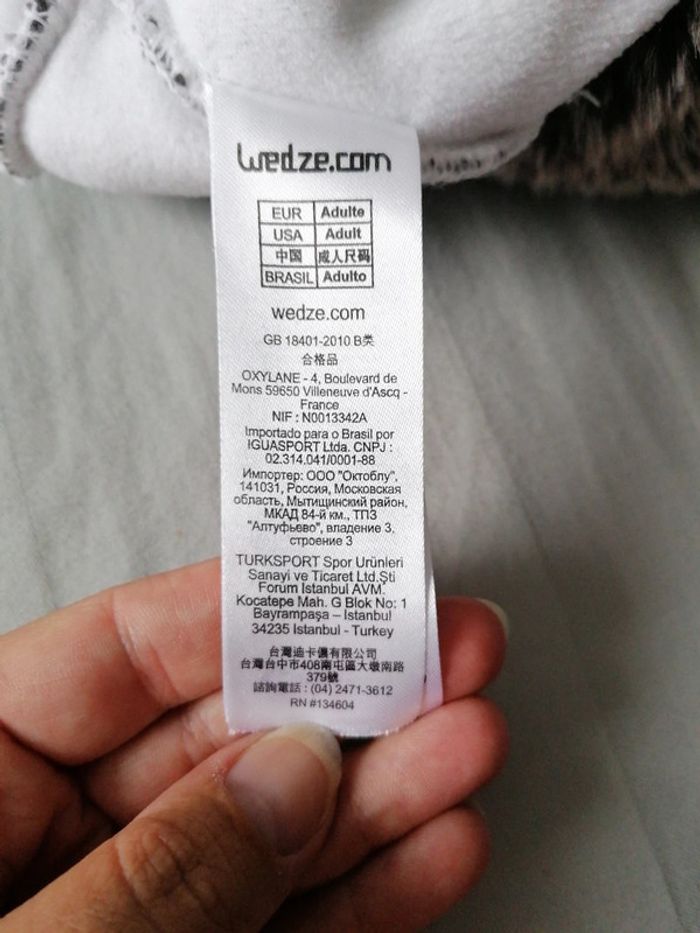 wedze.com
EUR Adulte
USA Adult
中国 成人尺码
BRASIL Adulto
wedze.com
GB 18401-2010 B类
合格品
OXYLANE - 4, Boulevard de
Mons 59650 Villeneuve d'Ascq -
France
NIF : N0013342A
Importado para o Brasil por
IGUASPORT Ltda. CNPJ :
02.314.041/0001-88
Импортер: ООО "Октоблу",
141031, Россия, Московская
область, Мытищинский район,
МКАД 84-й км., ТПЗ
"Алтуфьево", владение 3,
строение 3
TURKSPORT Spor Urünleri
Sanayi ve Ticaret Ltd.Şti
Forum Istanbul AVM.
Kocatepe Mah. G Blok No: 1
Bayrampaşa – Istanbul
34235 Istanbul - Turkey
台灣迪卡儂有限公司
台灣台中市408南屯區大墩南路
379號
諮詢電話 : (04) 2471-3612
RN #134604